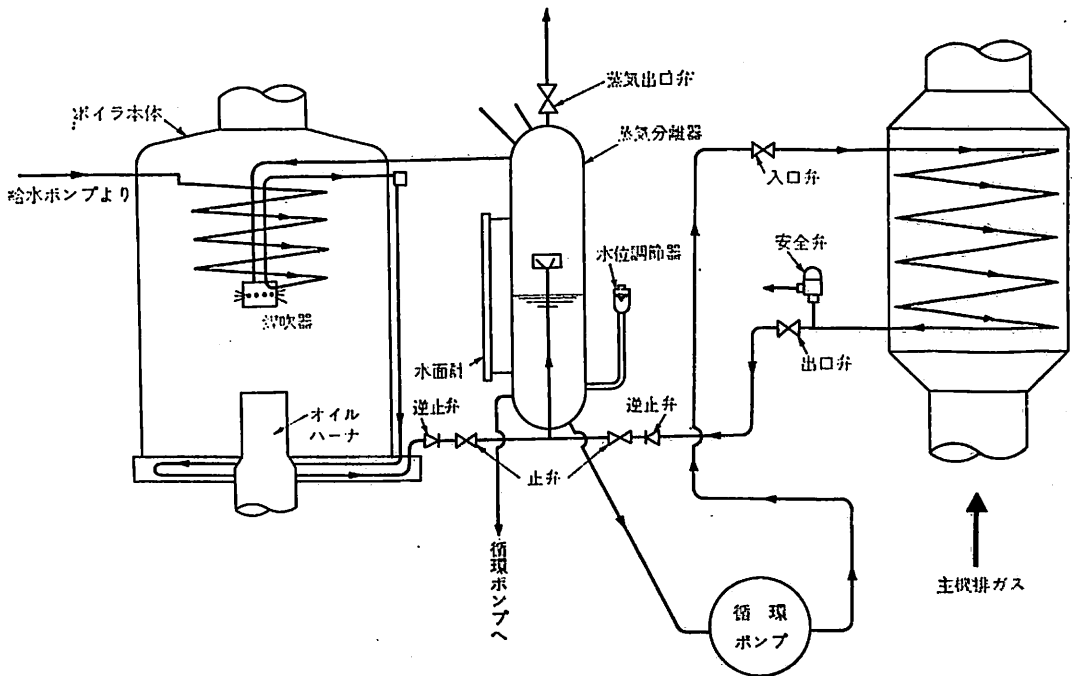 蒸気出口弁
ボイラ本体
蒸気分離器
給水ポンプより
入口弁
安全弁
水位調節器
水面計
出口弁
オイル
ハーナ
逆止弁
逆止弁
止弁
循環ポンプへ
循環
ポンプ
主機排ガス